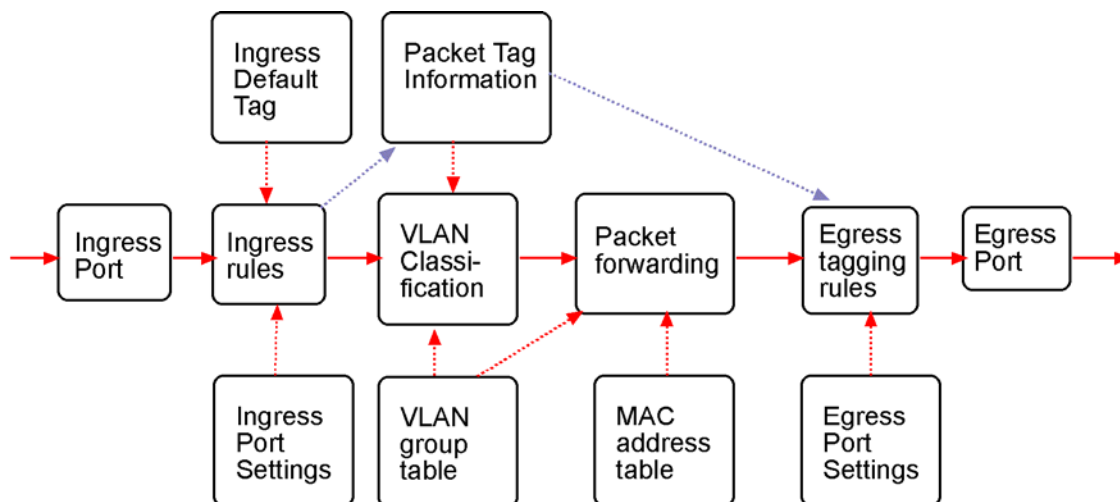 Ingress
Default
Tag
Packet Tag
Information
Ingress
Port
Ingress
rules
VLAN
Classi-
fication
Packet
forwarding
Egress
tagging
rules
Egress
Port
Ingress
Port
Settings
VLAN
group
table
MAC
address
table
Egress
Port
Settings